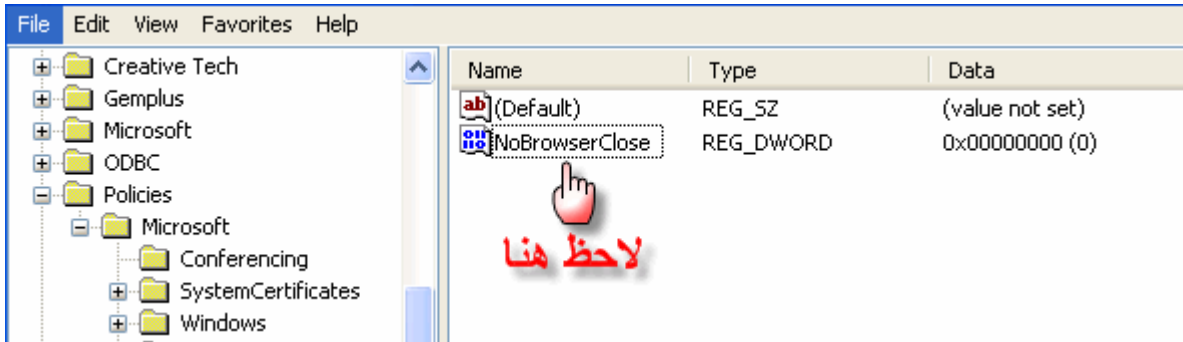 File Edit View Favorites Help
Creative Tech
Gemplus
Microsoft
ODBC
Policies
Microsoft
Conferencing
SystemCertificates
Windows
Name Type Data
(Default) REG_SZ (value not set)
NoBrowserClose REG_DWORD 0x00000000 (0)
لاحظ هنا